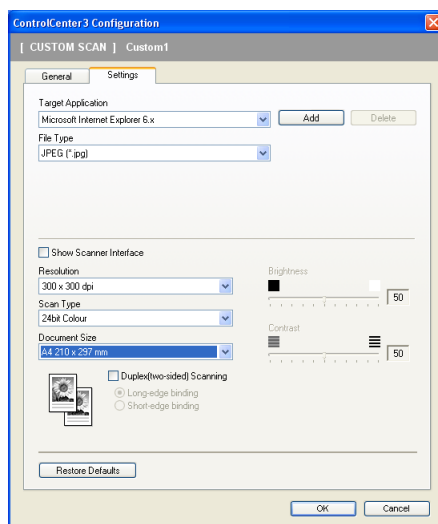 ControlCenter3 Configuration
[ CUSTOM SCAN ] Custom1
General Settings
Target Application
Microsoft Internet Explorer 6.x Add Delete
File Type
JPEG (*.jpg)
Show Scanner Interface
Resolution Brightness
300 x 300 dpi 50
Scan Type
24bit Colour
Contrast
Document Size
A4 210 x 297 mm 50
Duplex(two-sided) Scanning
Long-edge binding
Short-edge binding
Restore Defaults
OK Cancel